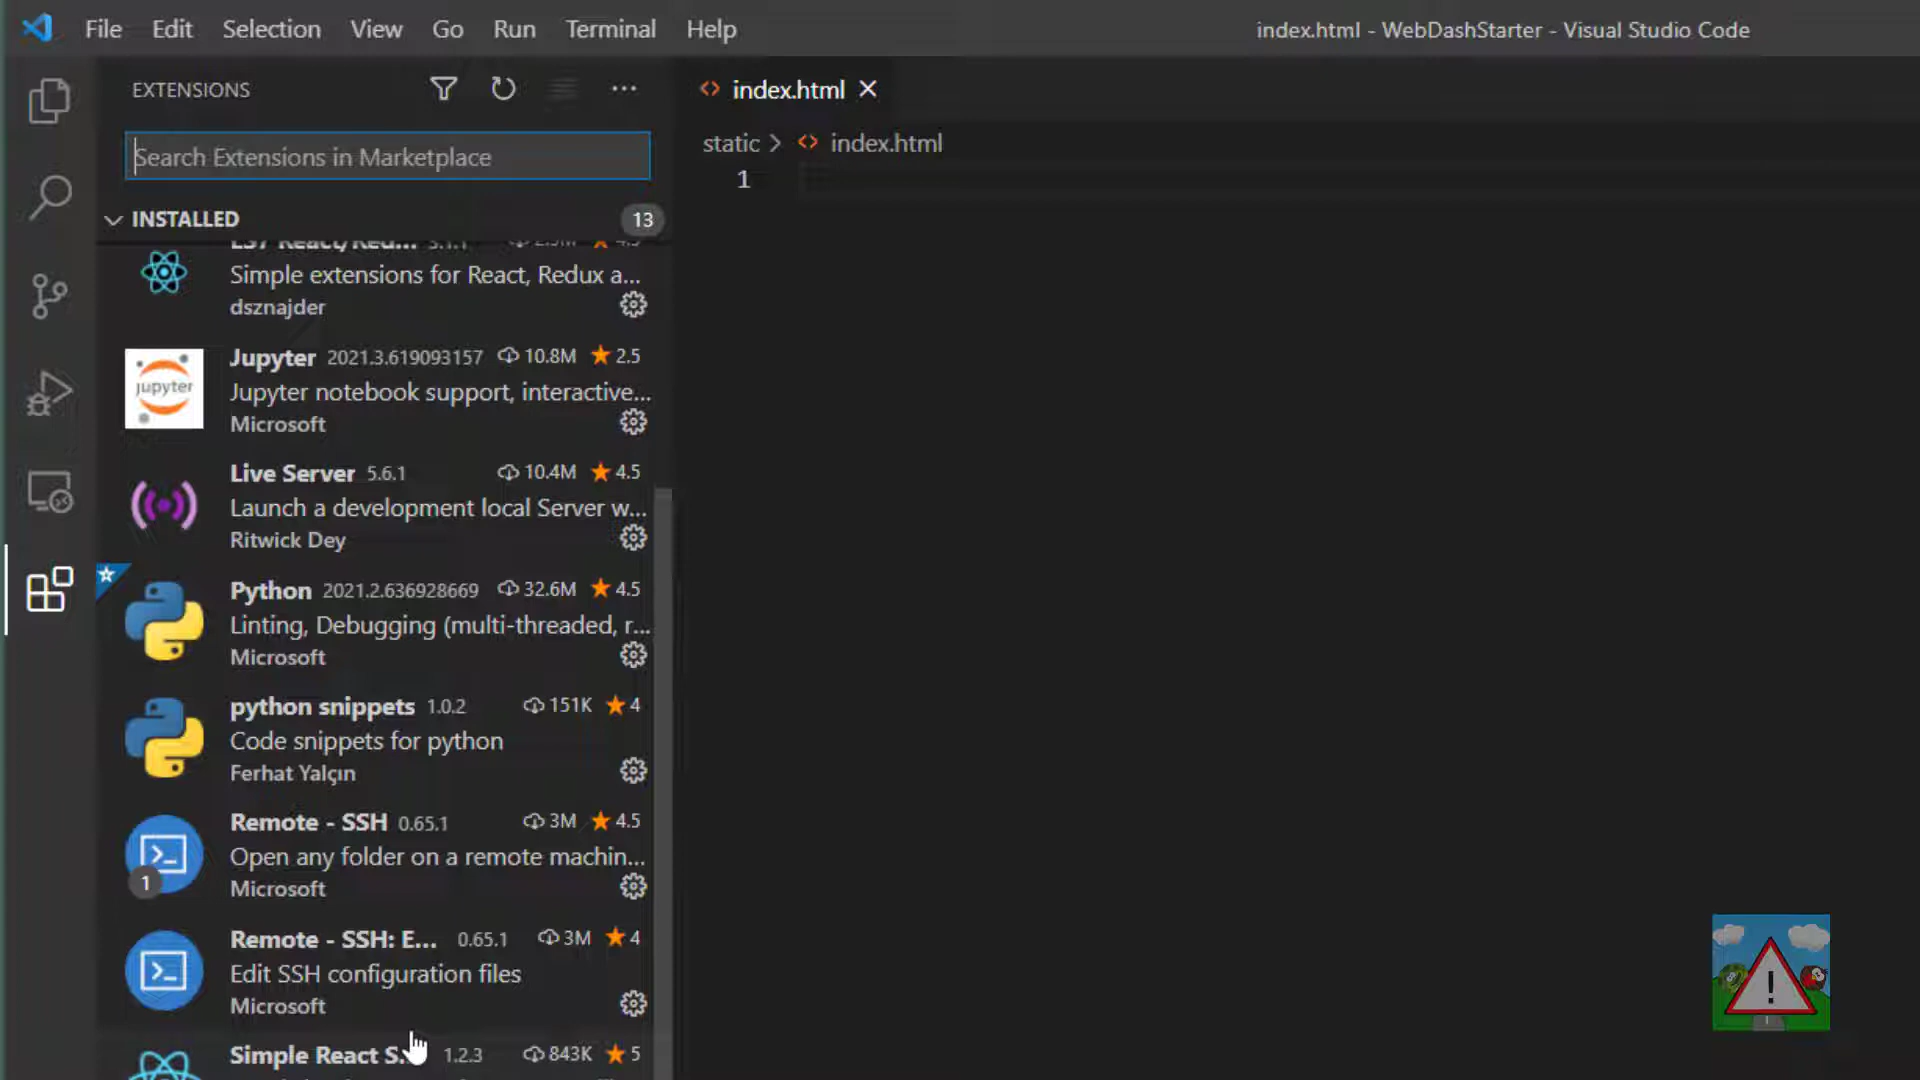 File Edit Selection View Go Run Terminal Help
index.html - WebDashStarter - Visual Studio Code
EXTENSIONS
Search Extensions in Marketplace
INSTALLED 13
Simple extensions for React, Redux a...
dsznajder
Jupyter 2021.3.619093157 10.8M 2.5
Jupyter notebook support, interactive...
Microsoft
jupyter
Live Server 5.6.1 10.4M 4.5
Launch a development local Server w...
Ritwick Dey
Python 2021.2.636928669 32.6M 4.5
Linting, Debugging (multi-threaded, r...
Microsoft
python snippets 1.0.2 151K 4
Code snippets for python
Ferhat Yalçın
Remote - SSH 0.65.1 3M 4.5
Open any folder on a remote machin...
1
Microsoft
Remote - SSH: E... 0.65.1 3M 4
Edit SSH configuration files
Microsoft
Simple React S... 1.2.3 843K 5
index.html
static > index.html
1
!